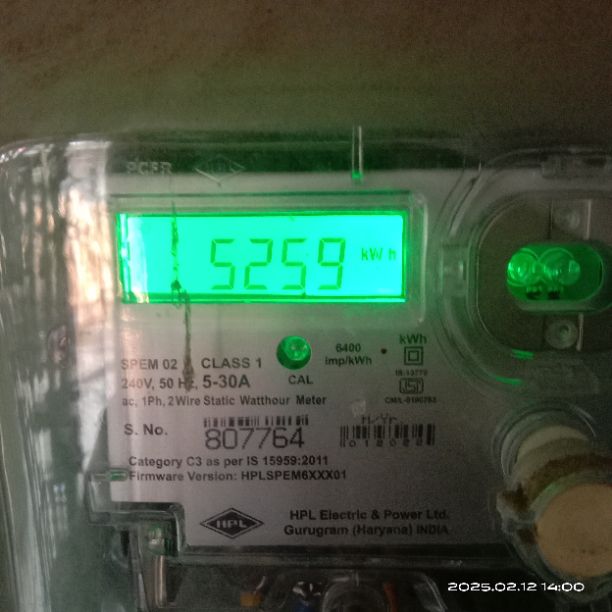 5259 kWh
6400
imp/kWh
kWh
SPEM 02
CLASS 1
240V, 50 Hz, 5-30A
CAL
ac, 1Ph, 2Wire Static Watthour Meter
S. No.
807764
Category C3 as per IS 15959:2011
Firmware Version: HPLSPEM6XXX01
HPL
HPL Electric & Power Ltd.
Gurugram (Haryana) INDIA
2025.02.12 14:00